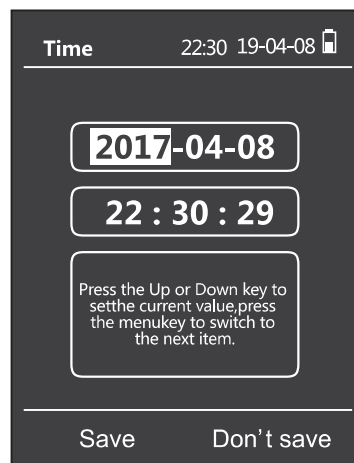 Time 22:30 19-04-08
2017-04-08
22 : 30 : 29
Press the Up or Down key to
setthe current value,press
the menukey to switch to
the next item.
Save Don't save